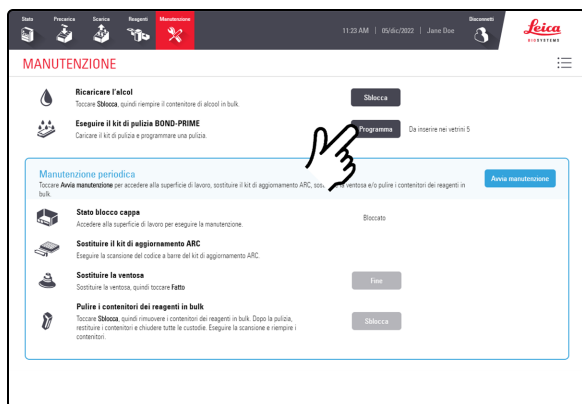 Stato Precarica Scarica Reagenti Manutenzione
11:23 AM | 05/dic/2022 | Jane Doe
Disconnetti
Leica
BIOSYSTEMS
MANUTENZIONE
Ricaricare l'alcol
Toccare Sblocca, quindi riempire il contenitore di alcol in bulk.
Sblocca
Eseguire il kit di pulizia BOND-PRIME
Caricare il kit di pulizia e programmare una pulizia.
Programma
Da inserire nei vetrini 5
Manutenzione periodica
Toccare Avvia manutenzione per accedere alla superficie di lavoro, sostituire il kit di aggiornamento ARC, sos ventosa e/o pulire i contenitori dei reagenti in
bulk.
Avvia manutenzione
Stato blocco cappa
Accedere alla superficie di lavoro per eseguire la manutenzione.
Bloccato
Sostituire il kit di aggiornamento ARC
Eseguire la scansione del codice a barre del kit di aggiornamento ARC.
Sostituire la ventosa
Sostituire la ventosa, quindi toccare Fatto
Fine
Pulire i contenitori dei reagenti in bulk
Toccare Sblocca, quindi rimuovere i contenitori dei reagenti in bulk. Dopo la pulizia,
restituire i contenitori e chiudere tutte le custodie. Eseguire la scansione e riempire i
contenitori.
Sblocca